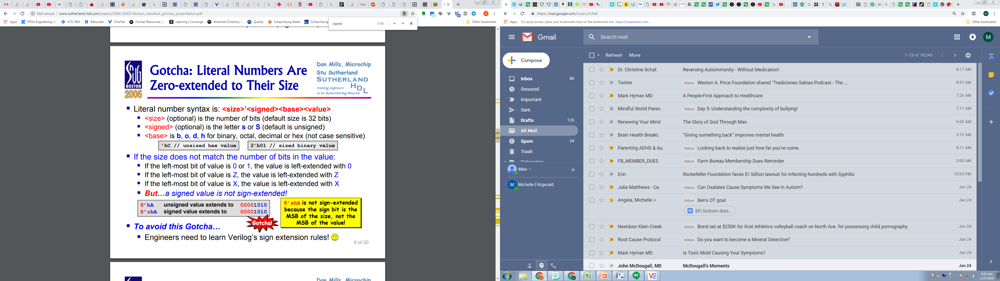 Not secure | www.sutherland-hdl.com/papers/2006-SNUG-Boston_standard_gotchas_presentation.pdf
Apps FPGA Engineering Sp ATD JIRA Bitbucket OneTab Human Resources | C Learning | Converge Motorola Directory S Quality Schaumburg Radar Schaumburg Other bookmarks
signed 5/49
SNUG
BOSTON
2006
Gotcha: Literal Numbers Are
Zero-extended to Their Size
Don Mills, Microchip
Stu Sutherland
SUTHERLAND
HDL
training engineers
to be SystemVerilog Wizards
Literal number syntax is: <size>’<signed><base><value>
<size> (optional) is the number of bits (default size is 32 bits)
<signed> (optional) is the letter s or S (default is unsigned)
<base> is b, o, d, h for binary, octal, decimal or hex (not case sensitive)
’hC // unsized hex value 2’b01 // sized binary value
If the size does not match the number of bits in the value:
If the left-most bit of value is 0 or 1, the value is left-extended with 0
If the left-most bit of value is Z, the value is left-extended with Z
If the left-most bit of value is X, the value is left-extended with X
But…a signed value is not sign-extended!
8’hA unsigned value extends to 00001010
8’shA signed value extends to 00001010
Gotcha!
8’shA is not sign-extended
because the sign bit is the
MSB of the size, not the
MSB of the value!
To avoid this Gotcha…
Engineers need to learn Verilog’s sign extension rules!
9 of 20
Don Mills, Microchip
https://mail.google.com/mail/u/0/#all
Apps For quick access, place your bookmarks here on the bookmarks bar. Import bookmarks now... Other bookmarks
Gmail
Search mail
M
Compose
Refresh More 1–25 of 18,245
Inbox 80
Snoozed
Important
Sent
Drafts 135
All Mail
Spam 24
Trash
Categories
Mike
M Michelle Fitzgerald
Dr. Christine Schaf. Reversing Autoimmunity - Without Medication! 8:17 AM
Twitter Inbox Weston A. Price Foundation shared "Tradiciones Sabias Podcast - The ... 8:07 AM
Mark Hyman MD A People-First Approach to Healthcare 7:26 AM
Mindful World Paren. Inbox Day 5: Understanding the complexity of bullying! 7:11 AM
Renewing Your Mind The Glory of God Through Man 6:05 AM
Brain Health Breakt. “Giving something back” improves mental health 5:12 AM
Parenting ADHD & Au. Inbox Looking back to realize just how far you've come. 4:11 AM
FB_MEMBER_DUES Inbox Farm Bureau Membership Dues Reminder 3:00 AM
Erin Rockefeller Foundation faces $1 billion lawsuit for infecting hundreds with Syphilis 10:09 PM
Julie Matthews - Ce. Inbox Can Oxalates Cause Symptoms We See In Autism? Jan 24
Angela, Michelle 4 Inbox Ben's OT goal Jan 24
W BFi bottom dres...
Nextdoor Klein Creek Inbox Bond set at $250K for Xcel Athletics volleyball coach on North Ave. for possessing child pornography Jan 24
Root Cause Protocol Inbox Do you want to become a Mineral Detective? Jan 24
Mark Hyman MD Is Toxic Mold Causing Your Symptoms? Jan 24
John McDougall, MD McDougall's Moments Jan 24
9:34 AM
1/25/2019